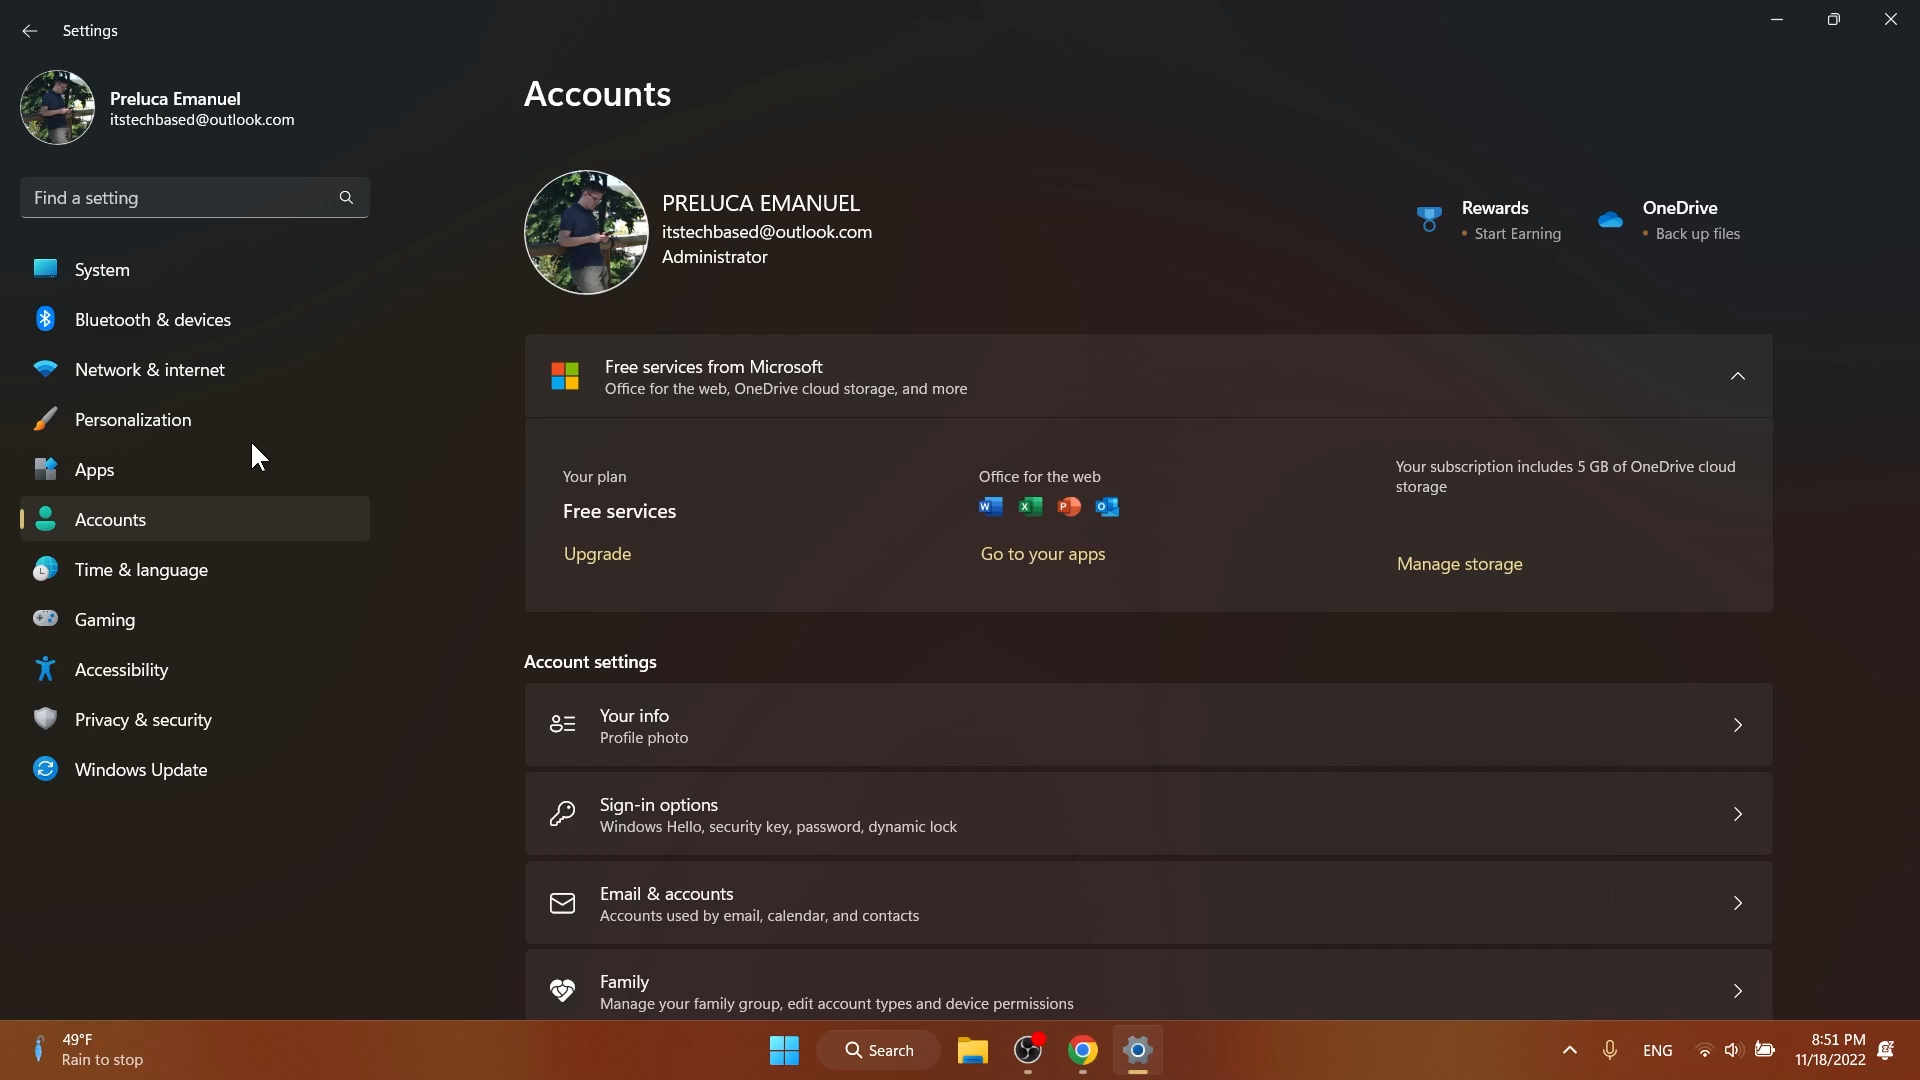 Settings
Preluca Emanuel
itstechbased@outlook.com
Find a setting
System
Bluetooth & devices
Network & internet
Personalization
Apps
Accounts
Time & language
Gaming
Accessibility
Privacy & security
Windows Update
Accounts
PRELUCA EMANUEL
itstechbased@outlook.com
Administrator
Rewards
• Start Earning
OneDrive
• Back up files
Free services from Microsoft
Office for the web, OneDrive cloud storage, and more
Your plan
Free services
Upgrade
Office for the web
Go to your apps
Your subscription includes 5 GB of OneDrive cloud
storage
Manage storage
Account settings
Your info
Profile photo
Sign-in options
Windows Hello, security key, password, dynamic lock
Email & accounts
Accounts used by email, calendar, and contacts
Family
Manage your family group, edit account types and device permissions
49°F
Rain to stop
Search
ENG
8:51 PM
11/18/2022